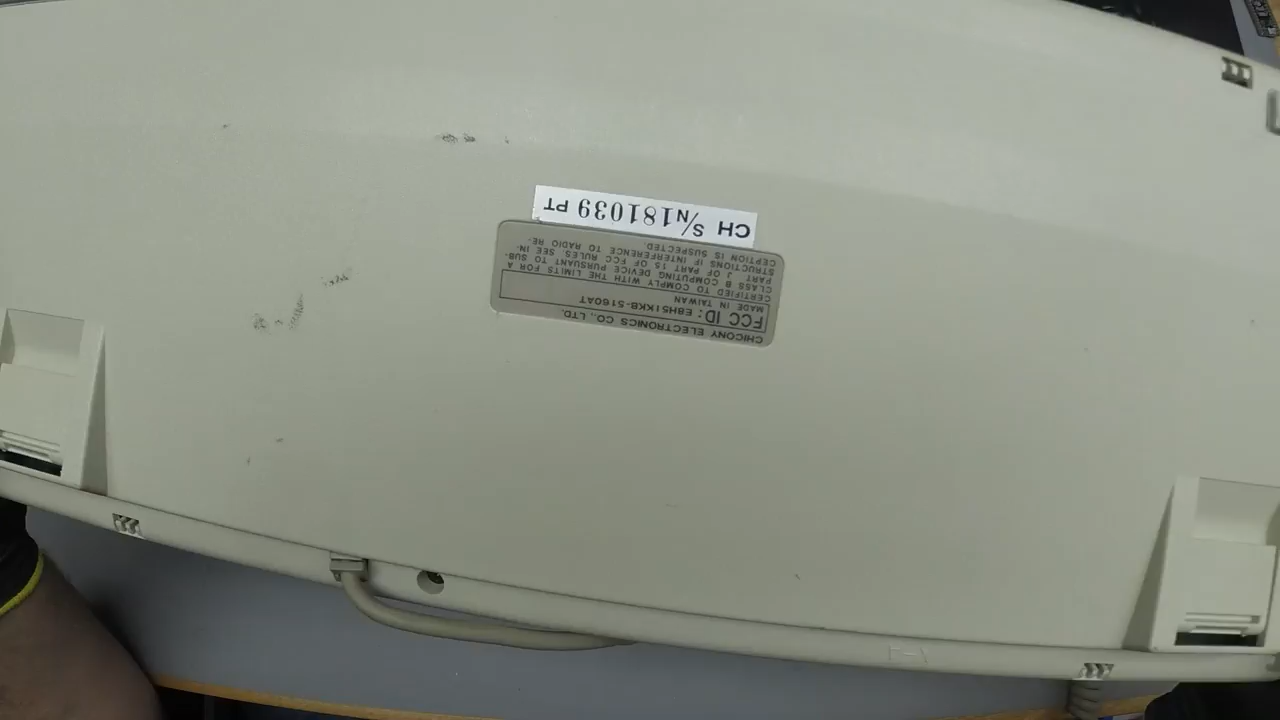 CHICONY ELECTRONICS CO., LTD.
FCC ID: E8H51KKB-5160AT
MADE IN TAIWAN
CERTIFIED TO COMPLY WITH THE LIMITS FOR A
CLASS B COMPUTING DEVICE PURSUANT TO SUB-
PART J OF PART 15 OF FCC RULES. SEE IN-
STRUCTIONS IF INTERFERENCE TO RADIO RE-
CEPTION IS SUSPECTED.
CH S/N181039 PT